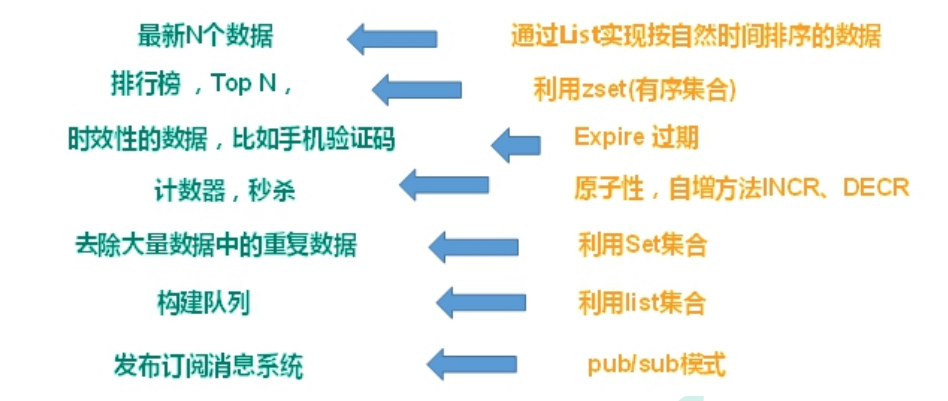 最新N个数据 通过List实现按自然时间排序的数据
排行榜，Top N， 利用zset(有序集合)
时效性的数据，比如手机验证码 Expire 过期
计数器，秒杀 原子性，自增方法INCR、DECR
去除大量数据中的重复数据 利用Set集合
构建队列 利用list集合
发布订阅消息系统 pub/sub模式